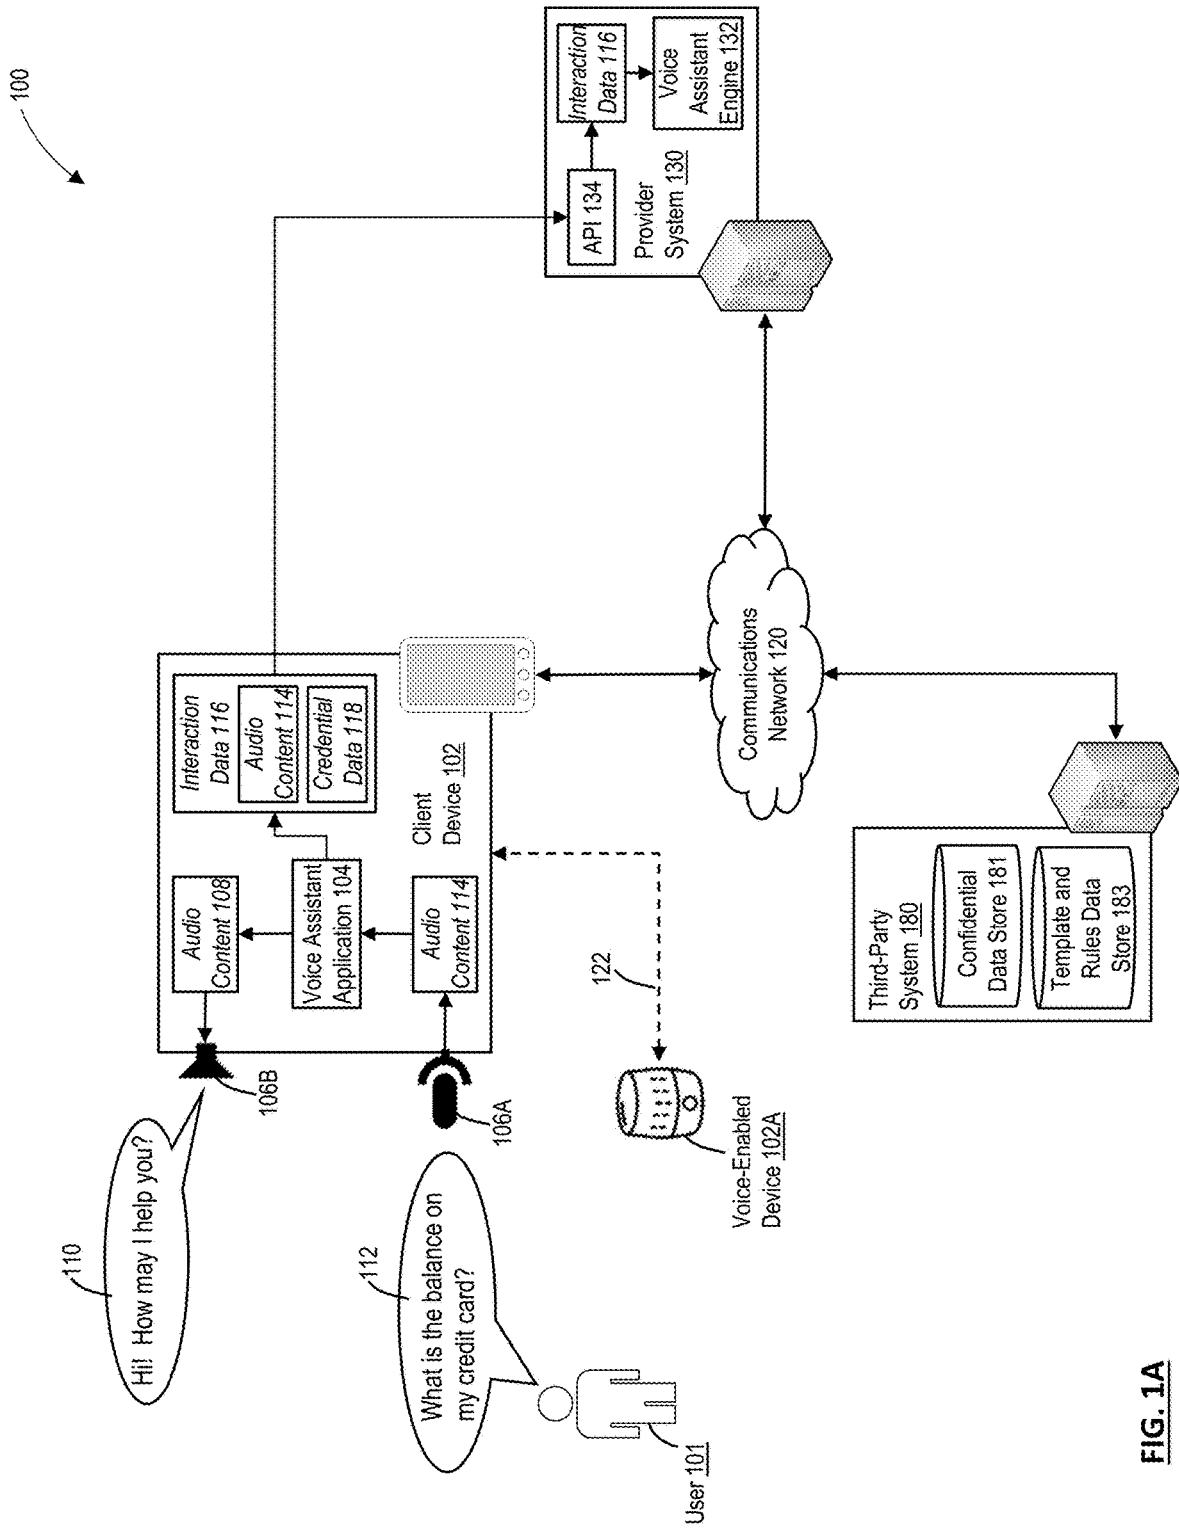 100
110
Hi! How may I help you?
106B
Audio
Content 108
Voice Assistant
Application 104
Audio
Content 114
Interaction
Data 116
Audio
Content 114
Credential
Data 118
Client
Device 102
112
What is the balance on
my credit card?
106A
User 101
122
Voice-Enabled
Device 102A
Communications
Network 120
API 134
Interaction
Data 116
Voice
Assistant
Engine 132
Provider
System 130
Third-Party
System 180
Confidential
Data Store 181
Template and
Rules Data
Store 183
FIG. 1A